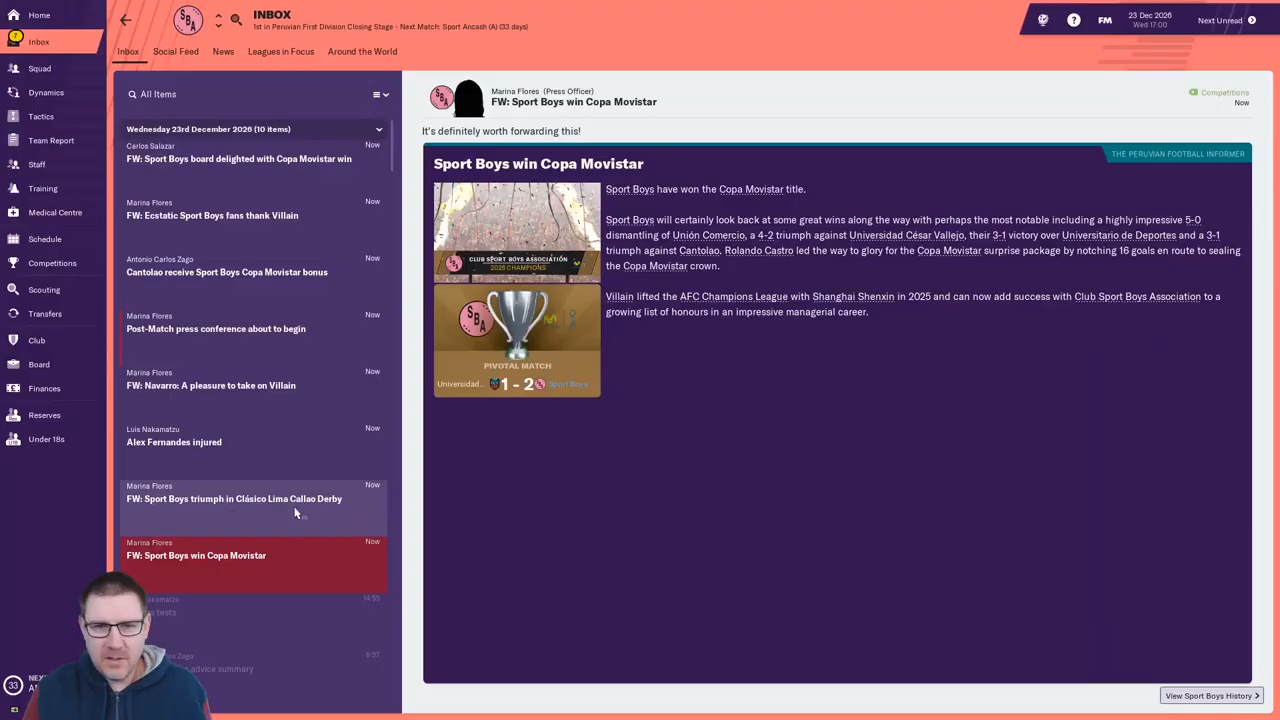 Home
7
Inbox
Squad
Dynamics
Tactics
Team Report
Staff
Training
Medical Centre
Schedule
Competitions
Scouting
Transfers
Club
Board
Finances
Reserves
Under 18s
33
SBA
INBOX
1st in Peruvian First Division Closing Stage - Next Match: Sport Ancash (A) (33 days)
FM
23 Dec 2026
Wed 17:00
Next Unread
Inbox
Social Feed
News
Leagues in Focus
Around the World
All Items
Wednesday 23rd December 2026 (10 items)
Carlos Salazar
Now
FW: Sport Boys board delighted with Copa Movistar win
Marina Flores
Now
FW: Ecstatic Sport Boys fans thank Villain
Antonio Carlos Zago
Now
Cantolao receive Sport Boys Copa Movistar bonus
Marina Flores
Now
Post-Match press conference about to begin
Marina Flores
Now
FW: Navarro: A pleasure to take on Villain
Luis Nakamatzu
Now
Alex Fernandes injured
Marina Flores
Now
FW: Sport Boys triumph in Clásico Lima Callao Derby
Marina Flores
Now
FW: Sport Boys win Copa Movistar
14:55
tests
Zago
8:57
advice summary
Marina Flores (Press Officer)
FW: Sport Boys win Copa Movistar
Competitions
Now
It's definitely worth forwarding this!
Sport Boys win Copa Movistar
THE PERUVIAN FOOTBALL INFORMER
CLUB SPORT BOYS ASSOCIATION
2026 CHAMPIONS
SBA
PIVOTAL MATCH
Universidad... 1 - 2 Sport Boys
Sport Boys have won the Copa Movistar title.
Sport Boys will certainly look back at some great wins along the way with perhaps the most notable including a highly impressive 5-0
dismantling of Unión Comercio, a 4-2 triumph against Universidad César Vallejo, their 3-1 victory over Universitario de Deportes and a 3-1
triumph against Cantolao. Rolando Castro led the way to glory for the Copa Movistar surprise package by notching 16 goals en route to sealing
the Copa Movistar crown.
Villain lifted the AFC Champions League with Shanghai Shenxin in 2025 and can now add success with Club Sport Boys Association to a
growing list of honours in an impressive managerial career.
View Sport Boys History